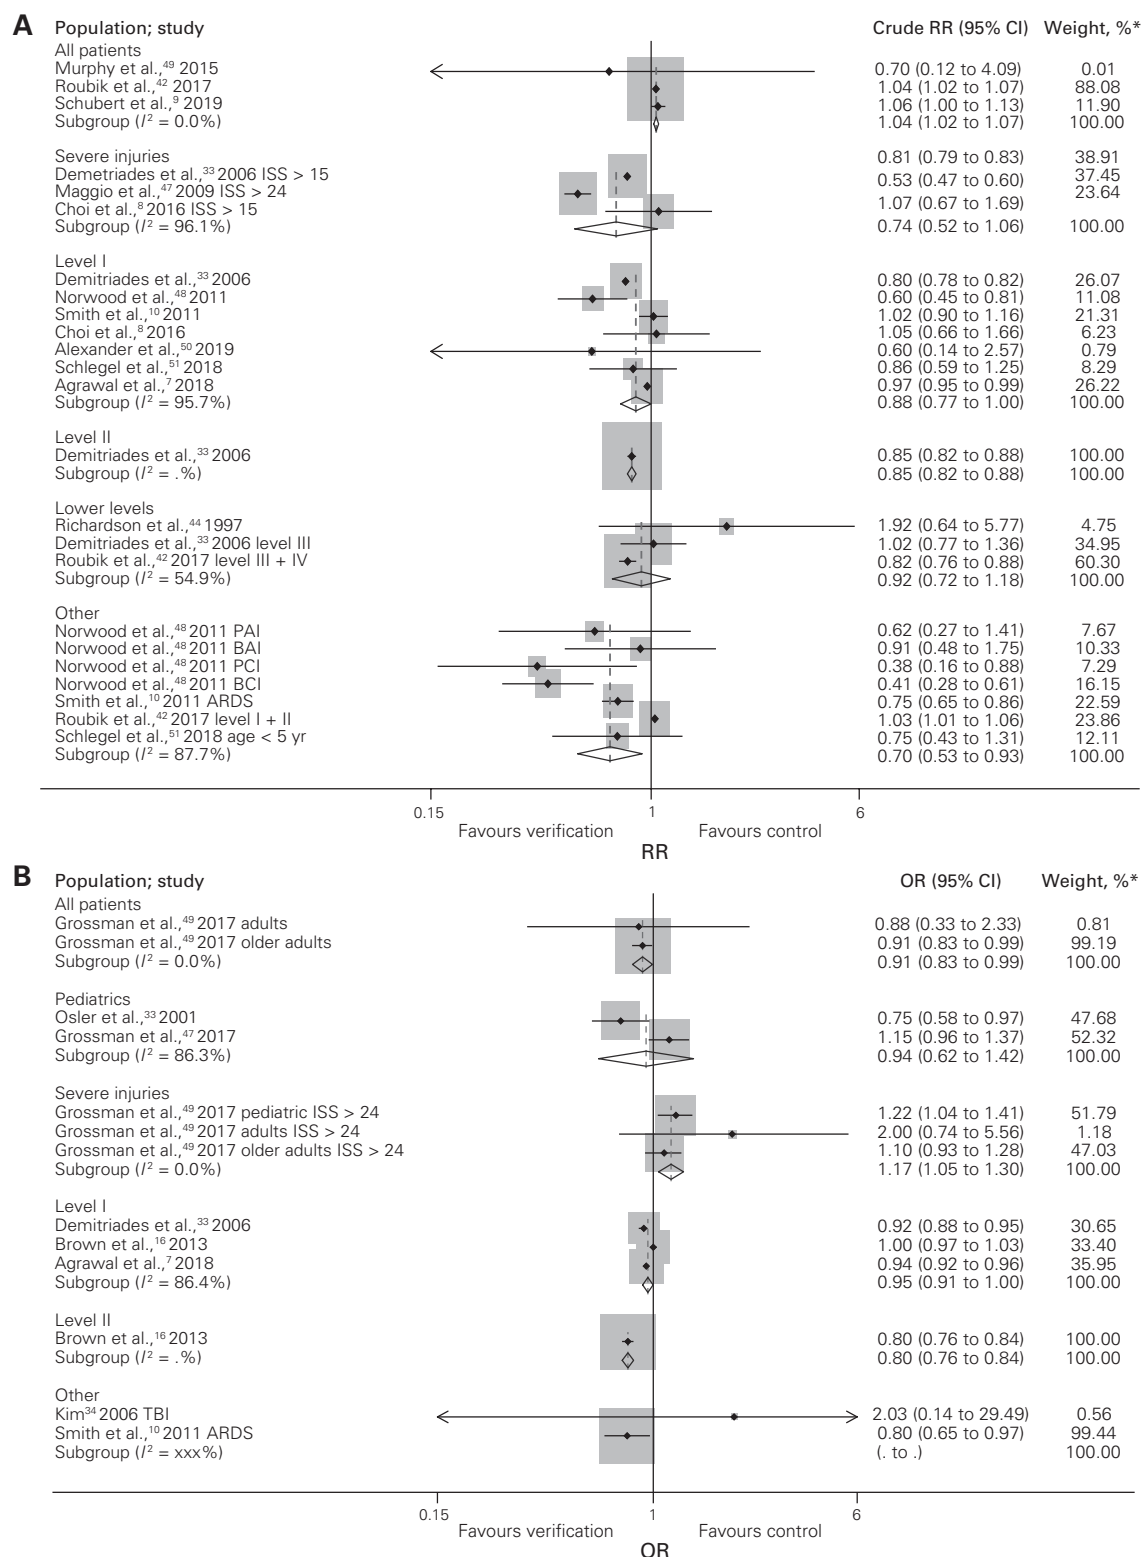 A Population; study Crude RR (95% CI) Weight, %*
All patients
Murphy et al.,49 2015 0.70 (0.12 to 4.09) 0.01
Roubik et al.,42 2017 1.04 (1.02 to 1.07) 88.08
Schubert et al.,9 2019 1.06 (1.00 to 1.13) 11.90
Subgroup (I2 = 0.0%) 1.04 (1.02 to 1.07) 100.00
Severe injuries 0.81 (0.79 to 0.83) 38.91
Demetriades et al.,33 2006 ISS > 15 0.53 (0.47 to 0.60) 37.45
Maggio et al.,47 2009 ISS > 24 23.64
Choi et al.,8 2016 ISS > 15 1.07 (0.67 to 1.69)
Subgroup (I2 = 96.1%) 0.74 (0.52 to 1.06) 100.00
Level I
Demitriades et al.,33 2006 0.80 (0.78 to 0.82) 26.07
Norwood et al.,48 2011 0.60 (0.45 to 0.81) 11.08
Smith et al.,10 2011 1.02 (0.90 to 1.16) 21.31
Choi et al.,8 2016 1.05 (0.66 to 1.66) 6.23
Alexander et al.,50 2019 0.60 (0.14 to 2.57) 0.79
Schlegel et al.,51 2018 0.86 (0.59 to 1.25) 8.29
Agrawal et al.,7 2018 0.97 (0.95 to 0.99) 26.22
Subgroup (I2 = 95.7%) 0.88 (0.77 to 1.00) 100.00
Level II
Demitriades et al.,33 2006 0.85 (0.82 to 0.88) 100.00
Subgroup (I2 = .%) 0.85 (0.82 to 0.88) 100.00
Lower levels
Richardson et al.,44 1997 1.92 (0.64 to 5.77) 4.75
Demitriades et al.,33 2006 level III 1.02 (0.77 to 1.36) 34.95
Roubik et al.,42 2017 level III + IV 0.82 (0.76 to 0.88) 60.30
Subgroup (I2 = 54.9%) 0.92 (0.72 to 1.18) 100.00
Other
Norwood et al.,48 2011 PAI 0.62 (0.27 to 1.41) 7.67
Norwood et al.,48 2011 BAI 0.91 (0.48 to 1.75) 10.33
Norwood et al.,48 2011 PCI 0.38 (0.16 to 0.88) 7.29
Norwood et al.,48 2011 BCI 0.41 (0.28 to 0.61) 16.15
Smith et al.,10 2011 ARDS 0.75 (0.65 to 0.86) 22.59
Roubik et al.,42 2017 level I + II 1.03 (1.01 to 1.06) 23.86
Schlegel et al.,51 2018 age < 5 yr 0.75 (0.43 to 1.31) 12.11
Subgroup (I2 = 87.7%) 0.70 (0.53 to 0.93) 100.00
0.15 1 6
Favours verification Favours control
RR
B Population; study OR (95% CI) Weight, %*
All patients
Grossman et al.,49 2017 adults 0.88 (0.33 to 2.33) 0.81
Grossman et al.,49 2017 older adults 0.91 (0.83 to 0.99) 99.19
Subgroup (I2 = 0.0%) 0.91 (0.83 to 0.99) 100.00
Pediatrics
Osler et al.,33 2001 0.75 (0.58 to 0.97) 47.68
Grossman et al.,47 2017 1.15 (0.96 to 1.37) 52.32
Subgroup (I2 = 86.3%) 0.94 (0.62 to 1.42) 100.00
Severe injuries
Grossman et al.,49 2017 pediatric ISS > 24 1.22 (1.04 to 1.41) 51.79
Grossman et al.,49 2017 adults ISS > 24 2.00 (0.74 to 5.56) 1.18
Grossman et al.,49 2017 older adults ISS > 24 1.10 (0.93 to 1.28) 47.03
Subgroup (I2 = 0.0%) 1.17 (1.05 to 1.30) 100.00
Level I
Demitriades et al.,33 2006 0.92 (0.88 to 0.95) 30.65
Brown et al.,16 2013 1.00 (0.97 to 1.03) 33.40
Agrawal et al.,7 2018 0.94 (0.92 to 0.96) 35.95
Subgroup (I2 = 86.4%) 0.95 (0.91 to 1.00) 100.00
Level II
Brown et al.,16 2013 0.80 (0.76 to 0.84) 100.00
Subgroup (I2 = .%) 0.80 (0.76 to 0.84) 100.00
Other
Kim34 2006 TBI 2.03 (0.14 to 29.49) 0.56
Smith et al.,10 2011 ARDS 0.80 (0.65 to 0.97) 99.44
Subgroup (I2 = xxx%) (. to .) 100.00
0.15 1 6
Favours verification Favours control
OR